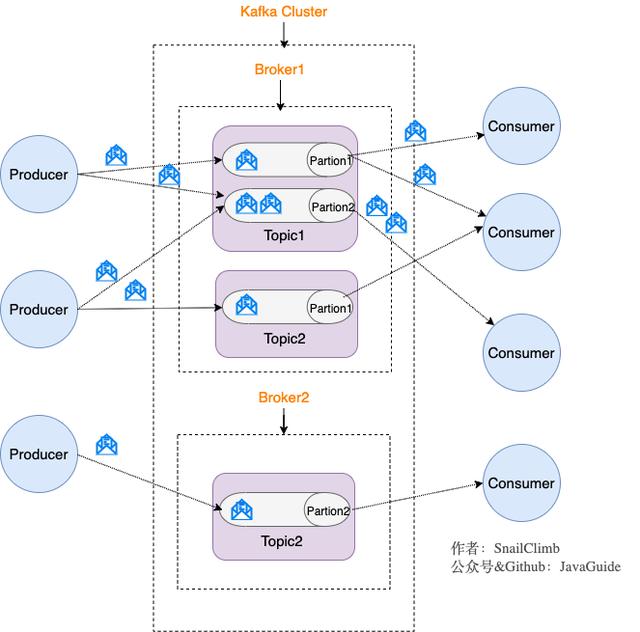 Kafka Cluster
Broker1
Producer
Partion1
Consumer
Partion2
Topic1
Consumer
Producer
Partion1
Topic2
Consumer
Broker2
Producer
Partion2
Topic2
Consumer
作者：SnailClimb
公众号&Github：JavaGuide